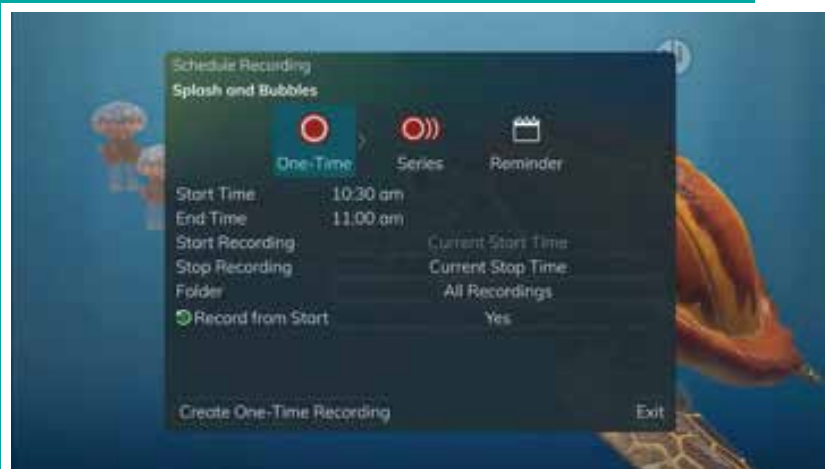 Schedule Recording
Splash and Bubbles
One-Time Series Reminder
Start Time 10:30 am
End Time 11:00 am
Start Recording Current Start Time
Stop Recording Current Stop Time
Folder All Recordings
Record from Start Yes
Create One-Time Recording Exit